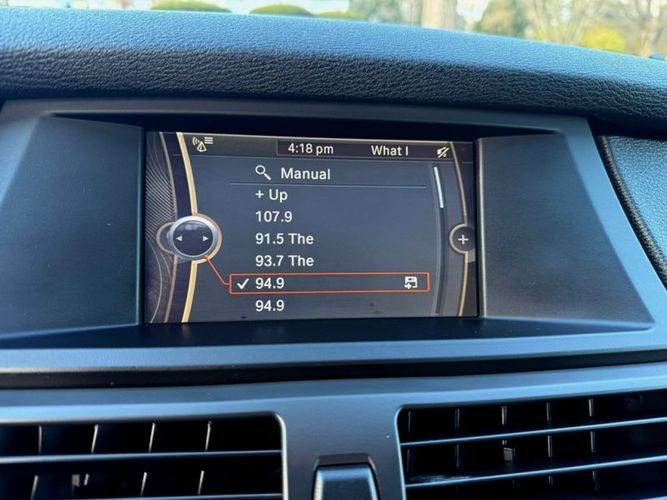 4:18 pm What I
Manual
+ Up
107.9
91.5 The
93.7 The
94.9
94.9